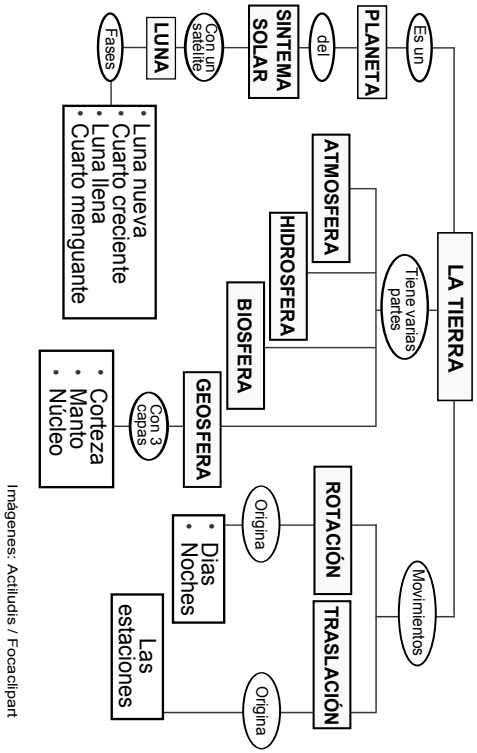 LA TIERRA
Es un
PLANETA
del
SINTEMA
SOLAR
Con un
satélite
LUNA
Fases
• Luna nueva
• Cuarto creciente
• Luna llena
• Cuarto menguante
Tiene varias
partes
ATMOSFERA
HIDROSFERA
BIOSFERA
GEOSFERA
Con 3
capas
• Corteza
• Manto
• Núcleo
Movimientos
ROTACIÓN
Origina
• Dias
• Noches
TRASLACIÓN
Origina
Las
estaciones
Imágenes: Actiludis / Focaclipart